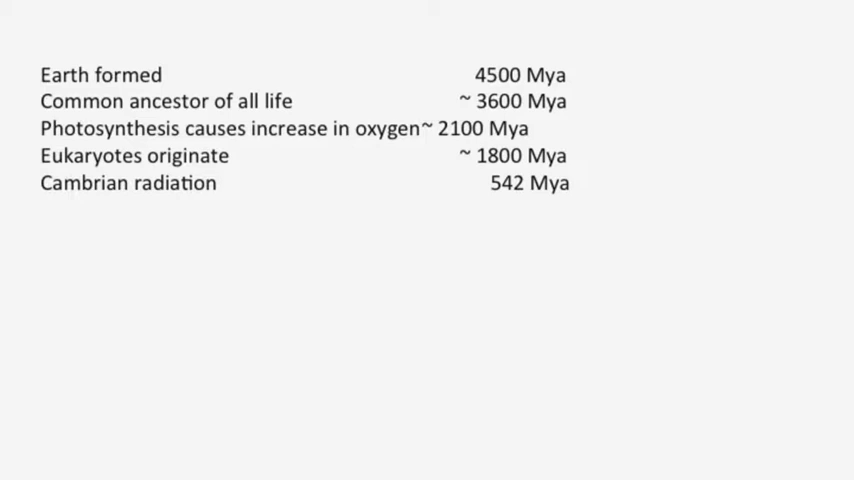 Earth formed 4500 Mya
Common ancestor of all life ~ 3600 Mya
Photosynthesis causes increase in oxygen~ 2100 Mya
Eukaryotes originate ~ 1800 Mya
Cambrian radiation 542 Mya